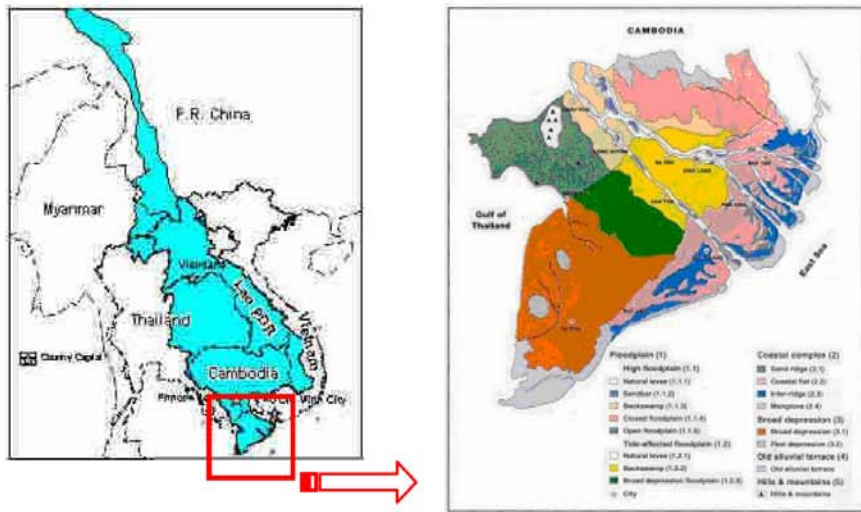 P.R. China
Myanmar
Vientiane
Lao PDR
Thailand
Vietnam
Country Capital
Cambodia
CAMBODIA
Gulf of
Thailand
East Sea
Floodplain (1)
High floodplain (1.1)
Natural levee (1.1.1)
Sandbar (1.1.2)
Backswamp (1.1.3)
Closed floodplain (1.1.4)
Open floodplain (1.1.5)
Tide-affected floodplain (1.2)
Natural levee (1.2.1)
Backswamp (1.2.2)
Broad depression floodplain (1.2.3)
City
Coastal complex (2)
Sand ridge (2.1)
Coastal flat (2.2)
Inter-ridge (2.3)
Mangrove (2.4)
Broad depression (3)
Broad depression (3.1)
Peat depression (3.2)
Old alluvial terrace (4)
Old alluvial terrace
Hills & mountains (5)
Hills & mountains